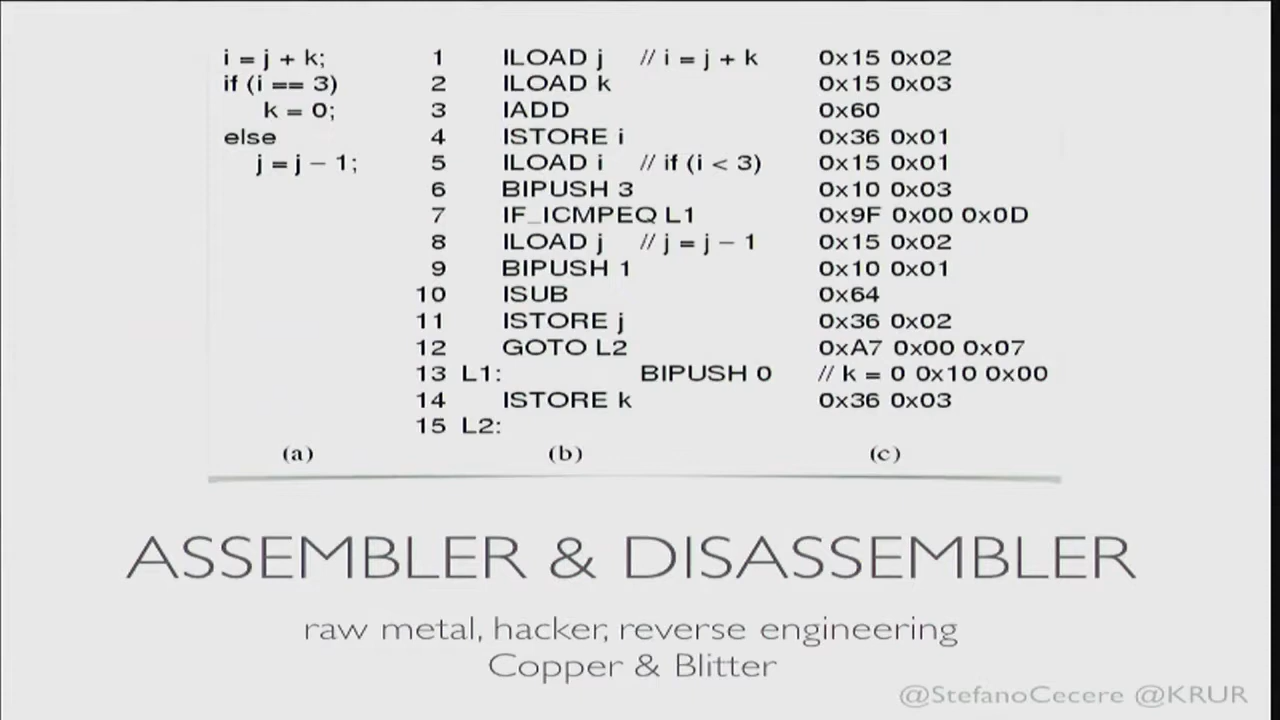 i = j + k; 1 ILOAD j // i = j + k 0x15 0x02
if (i == 3) 2 ILOAD k 0x15 0x03
k = 0; 3 IADD 0x60
else 4 ISTORE i 0x36 0x01
j = j – 1; 5 ILOAD i // if (i < 3) 0x15 0x01
6 BIPUSH 3 0x10 0x03
7 IF_ICMPEQ L1 0x9F 0x00 0x0D
8 ILOAD j // j = j – 1 0x15 0x02
9 BIPUSH 1 0x10 0x01
10 ISUB 0x64
11 ISTORE j 0x36 0x02
12 GOTO L2 0xA7 0x00 0x07
13 L1: BIPUSH 0 // k = 0 0x10 0x00
14 ISTORE k 0x36 0x03
15 L2:
(a) (b) (c)
ASSEMBLER & DISASSEMBLER
raw metal, hacker, reverse engineering
Copper & Blitter
@StefanoCecere @KRUR